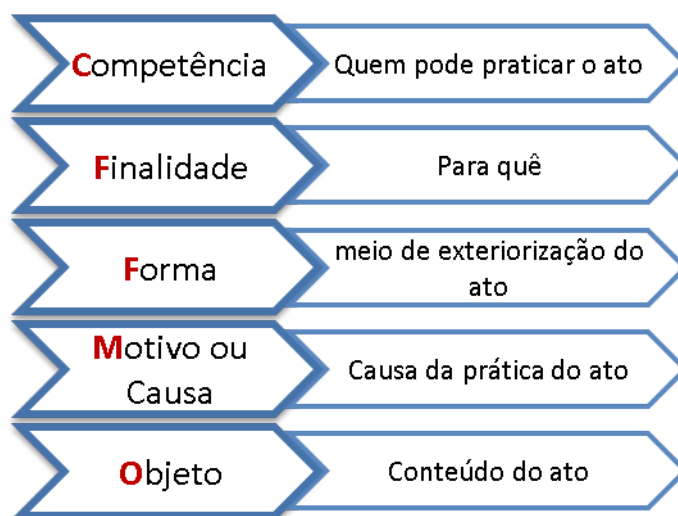 Competência
Quem pode praticar o ato
Finalidade
Para quê
Forma
meio de exteriorização do
ato
Motivo ou
Causa
Causa da prática do ato
Objeto
Conteúdo do ato